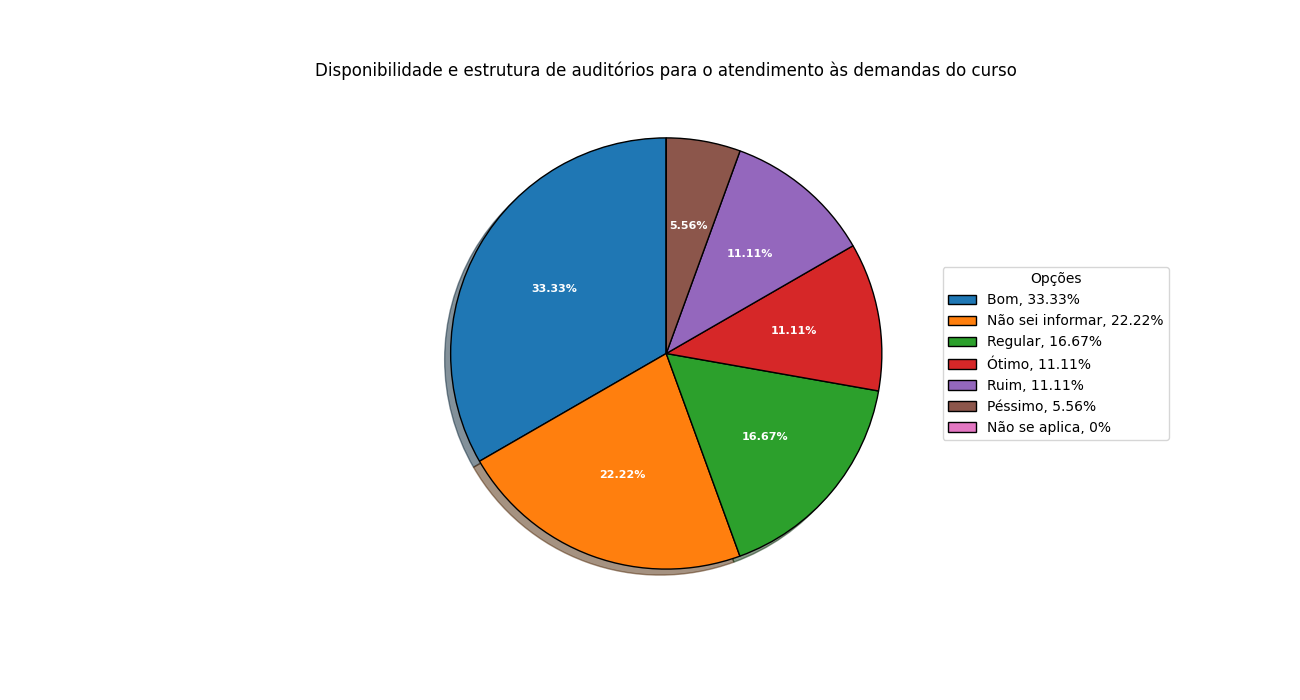 Disponibilidade e estrutura de auditórios para o atendimento às demandas do curso
5.56%
11.11%
33.33%
11.11%
16.67%
22.22%
Opções
Bom, 33.33%
Não sei informar, 22.22%
Regular, 16.67%
Ótimo, 11.11%
Ruim, 11.11%
Péssimo, 5.56%
Não se aplica, 0%